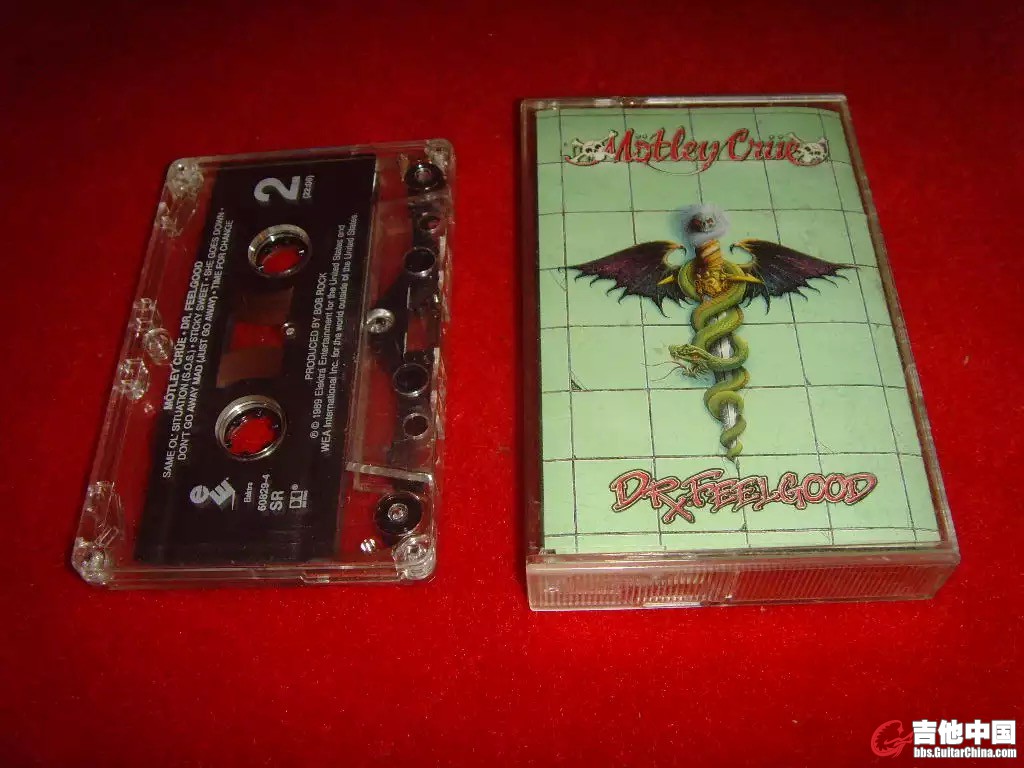 2
(22:00)
MÖTLEY CRÜE • DR. FEELGOOD
SAME OL' SITUATION (S.O.S.) • STICKY SWEET • SHE GOES DOWN •
DON'T GO AWAY MAD (JUST GO AWAY) • TIME FOR CHANGE
PRODUCED BY BOB ROCK
℗ © 1989 Elektra Entertainment for the United States and
WEA International Inc. for the world outside of the United States.
Elektra
60829-4
SR
Mötley Crüe
DR. FEELGOOD
吉他中国
bbs.GuitarChina.com